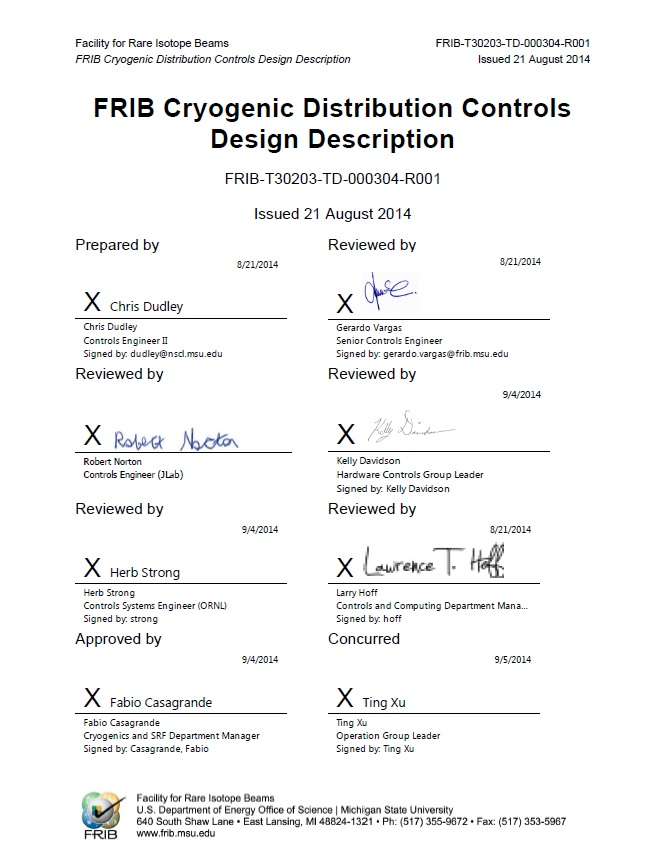 Facility for Rare Isotope Beams
FRIB-T30203-TD-000304-R001
FRIB Cryogenic Distribution Controls Design Description
Issued 21 August 2014
FRIB Cryogenic Distribution Controls
Design Description
FRIB-T30203-TD-000304-R001
Issued 21 August 2014
Prepared by
8/21/2014
X Chris Dudley
Chris Dudley
Controls Engineer II
Signed by: dudley@nscl.msu.edu
Reviewed by
8/21/2014
X
Gerardo Vargas
Senior Controls Engineer
Signed by: gerardo.vargas@frib.msu.edu
Reviewed by
X Robert Norton
Robert Norton
Controls Engineer (JLab)
Reviewed by
9/4/2014
X Kelly Davidson
Kelly Davidson
Hardware Controls Group Leader
Signed by: Kelly Davidson
Reviewed by
9/4/2014
X Herb Strong
Herb Strong
Controls Systems Engineer (ORNL)
Signed by: strong
Reviewed by
8/21/2014
X Lawrence T. Hoff
Larry Hoff
Controls and Computing Department Mana...
Signed by: hoff
Approved by
9/4/2014
X Fabio Casagrande
Fabio Casagrande
Cryogenics and SRF Department Manager
Signed by: Casagrande, Fabio
Concurred
9/5/2014
X Ting Xu
Ting Xu
Operation Group Leader
Signed by: Ting Xu
FRIB
Facility for Rare Isotope Beams
U.S. Department of Energy Office of Science | Michigan State University
640 South Shaw Lane • East Lansing, MI 48824-1321 • Ph: (517) 355-9672 • Fax: (517) 353-5967
www.frib.msu.edu